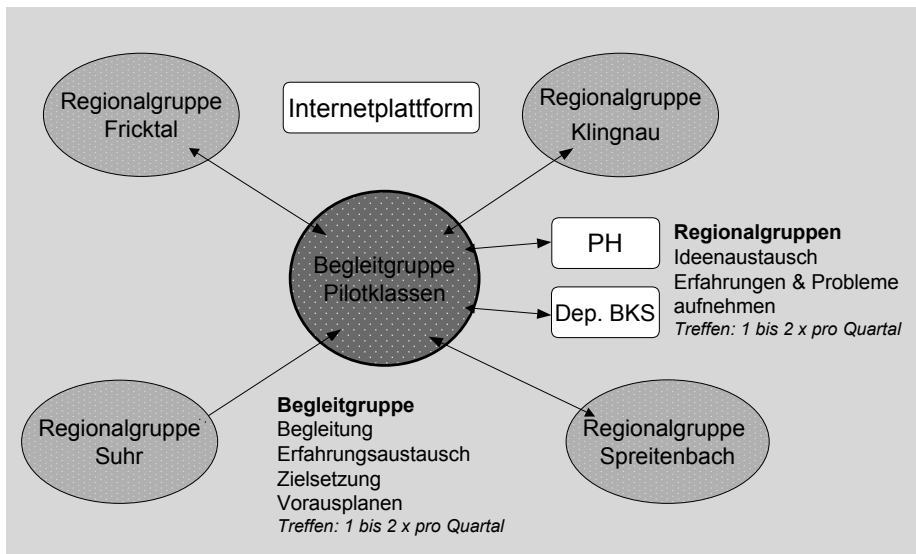 Regionalgruppe
Fricktal
Internetplattform
Regionalgruppe
Klingnau
Begleitgruppe
Pilotklassen
PH
Dep. BKS
Regionalgruppen
Ideenaustausch
Erfahrungen & Probleme
aufnehmen
Treffen: 1 bis 2 x pro Quartal
Regionalgruppe
Suhr
Begleitgruppe
Begleitung
Erfahrungsaustausch
Zielsetzung
Vorausplanen
Treffen: 1 bis 2 x pro Quartal
Regionalgruppe
Spreitenbach